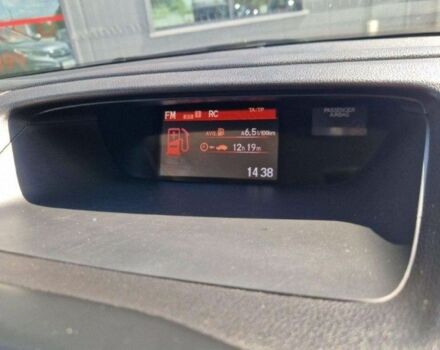 TA/TP
FM RC
AVG. A 6.5 l/100km
12h 19m
14 38
PASSENGER
AIRBAG